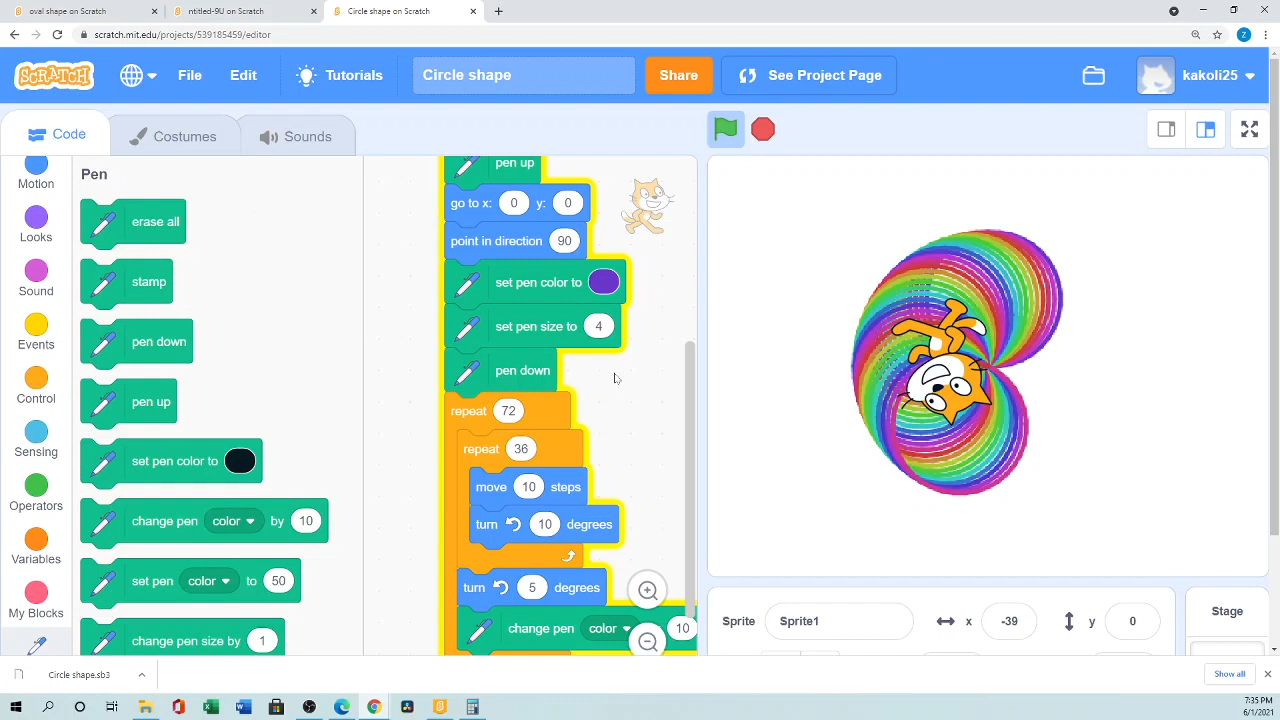 oval shape on Scratch
ntitled-9U on Scratch
Circle shape on Scratch
scratch.mit.edu/projects/539185459/editor
Z
SCRATCH
File
Edit
Tutorials
Circle shape
Share
See Project Page
kakoli25
Code
Costumes
Sounds
Motion
Looks
Sound
Events
Control
Sensing
Operators
Variables
My Blocks
Pen
erase all
stamp
pen down
pen up
set pen color to
change pen color by 10
set pen color to 50
change pen size by 1
pen up
go to x: 0 y: 0
point in direction 90
set pen color to
set pen size to 4
pen down
repeat 72
repeat 36
move 10 steps
turn 10 degrees
turn 5 degrees
change pen color 10
Sprite Sprite1 x -39 y 0
Stage
Circle shape.sb3
Show all
7:35 PM
6/1/2021